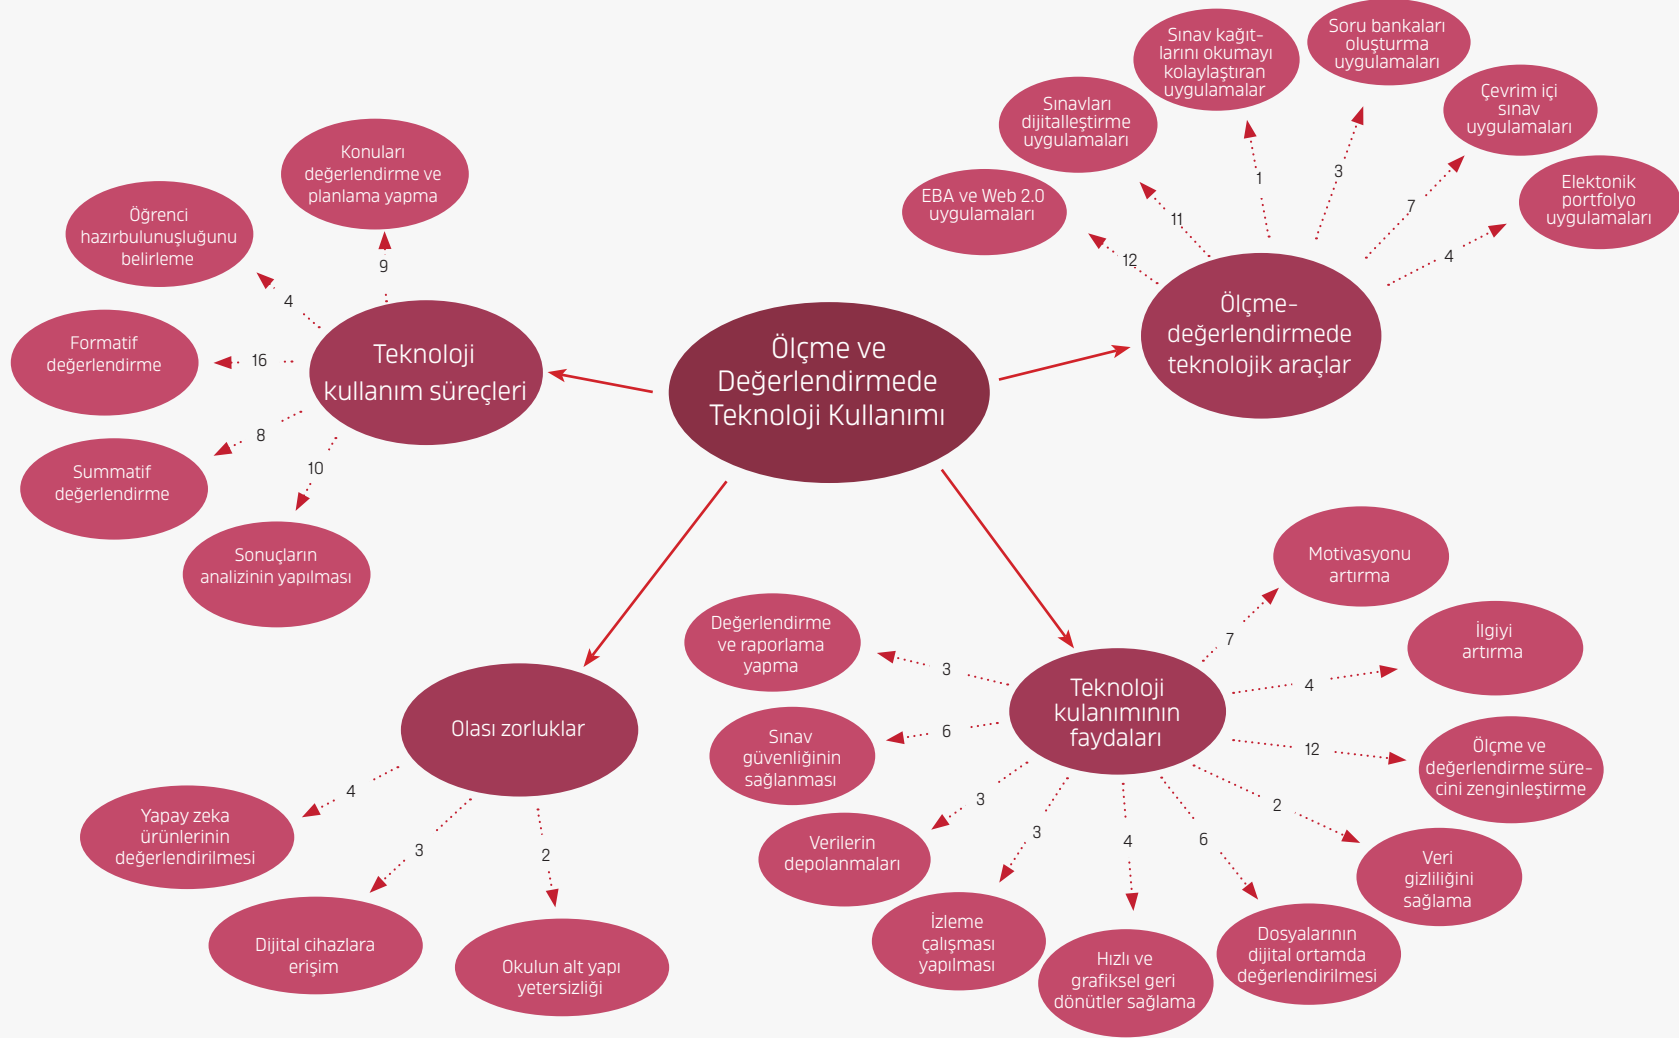 Ölçme ve
Değerlendirmede
Teknoloji Kullanımı
Teknoloji
kullanım süreçleri
Konuları
değerlendirme ve
planlama yapma
9
Öğrenci
hazırbulunuşluğunu
belirleme
4
Formatif
değerlendirme
16
Summatif
değerlendirme
8
Sonuçların
analizinin yapılması
10
Ölçme-
değerlendirmede
teknolojik araçlar
EBA ve Web 2.0
uygulamaları
12
Sınavları
dijitalleştirme
uygulamaları
11
Sınav kağıt-
larını okumayı
kolaylaştıran
uygulamalar
1
Soru bankaları
oluşturma
uygulamaları
3
Çevrim içi
sınav
uygulamaları
7
Elektonik
portfolyo
uygulamaları
4
Olası zorluklar
Yapay zeka
ürünlerinin
değerlendirilmesi
4
Dijital cihazlara
erişim
3
Okulun alt yapı
yetersizliği
2
Teknoloji
kulanımının
faydaları
Motivasyonu
artırma
7
İlgiyi
artırma
4
Ölçme ve
değerlendirme süre-
cini zenginleştirme
12
Veri
gizliliğini
sağlama
2
Dosyalarının
dijital ortamda
değerlendirilmesi
6
Hızlı ve
grafiksel geri
dönütler sağlama
4
İzleme
çalışması
yapılması
3
Verilerin
depolanmaları
3
Sınav
güvenliğinin
sağlanması
6
Değerlendirme
ve raporlama
yapma
3